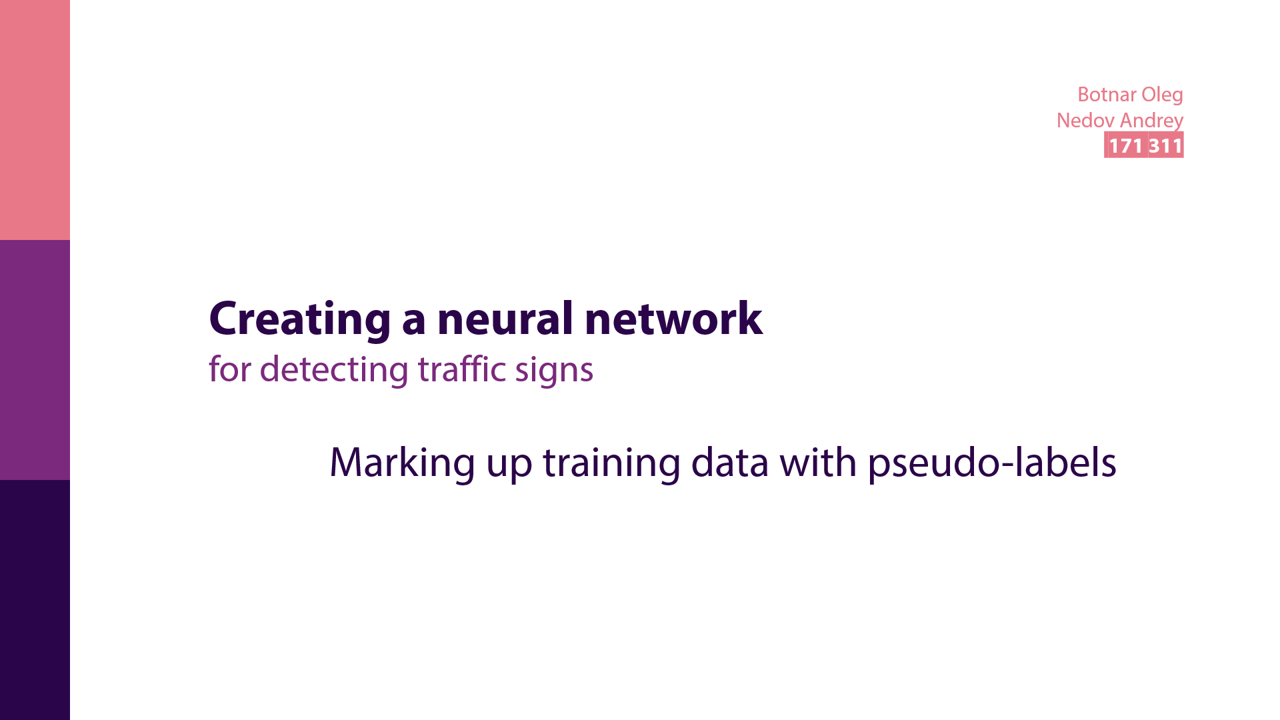 Botnar Oleg
Nedov Andrey
171 311
Creating a neural network
for detecting traffic signs
Marking up training data with pseudo-labels